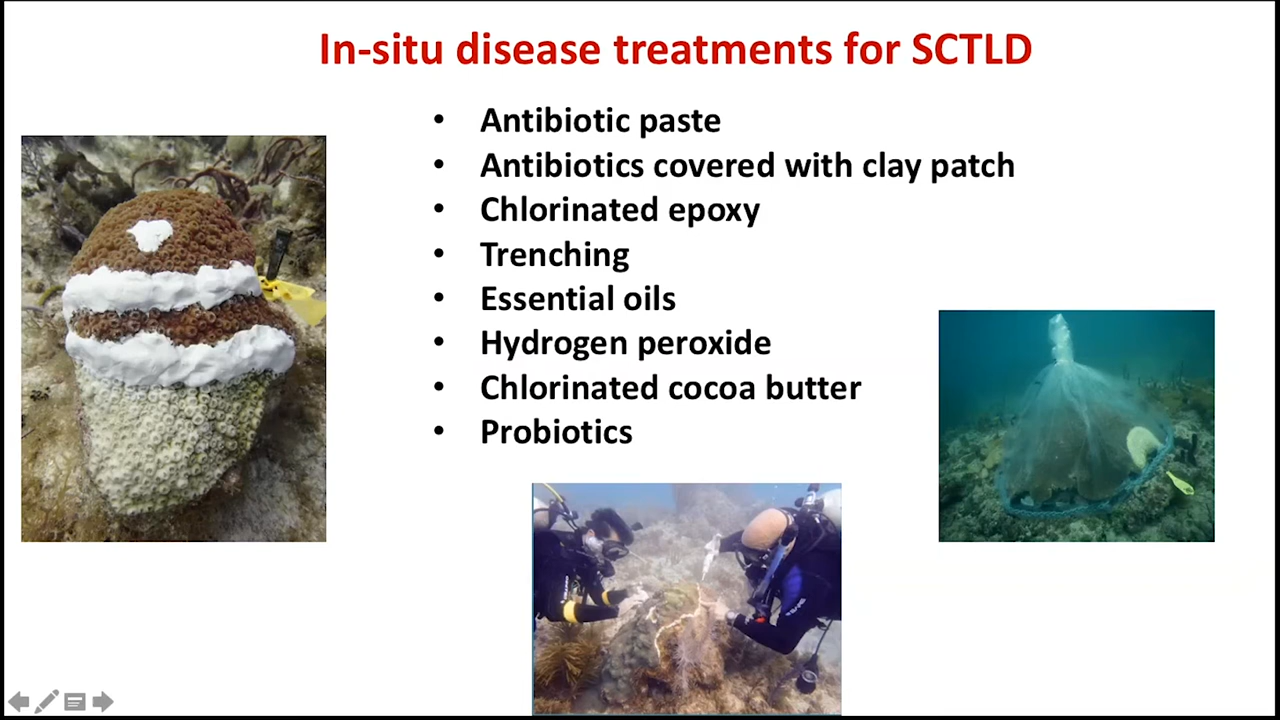 In-situ disease treatments for SCTLD
• Antibiotic paste
• Antibiotics covered with clay patch
• Chlorinated epoxy
• Trenching
• Essential oils
• Hydrogen peroxide
• Chlorinated cocoa butter
• Probiotics